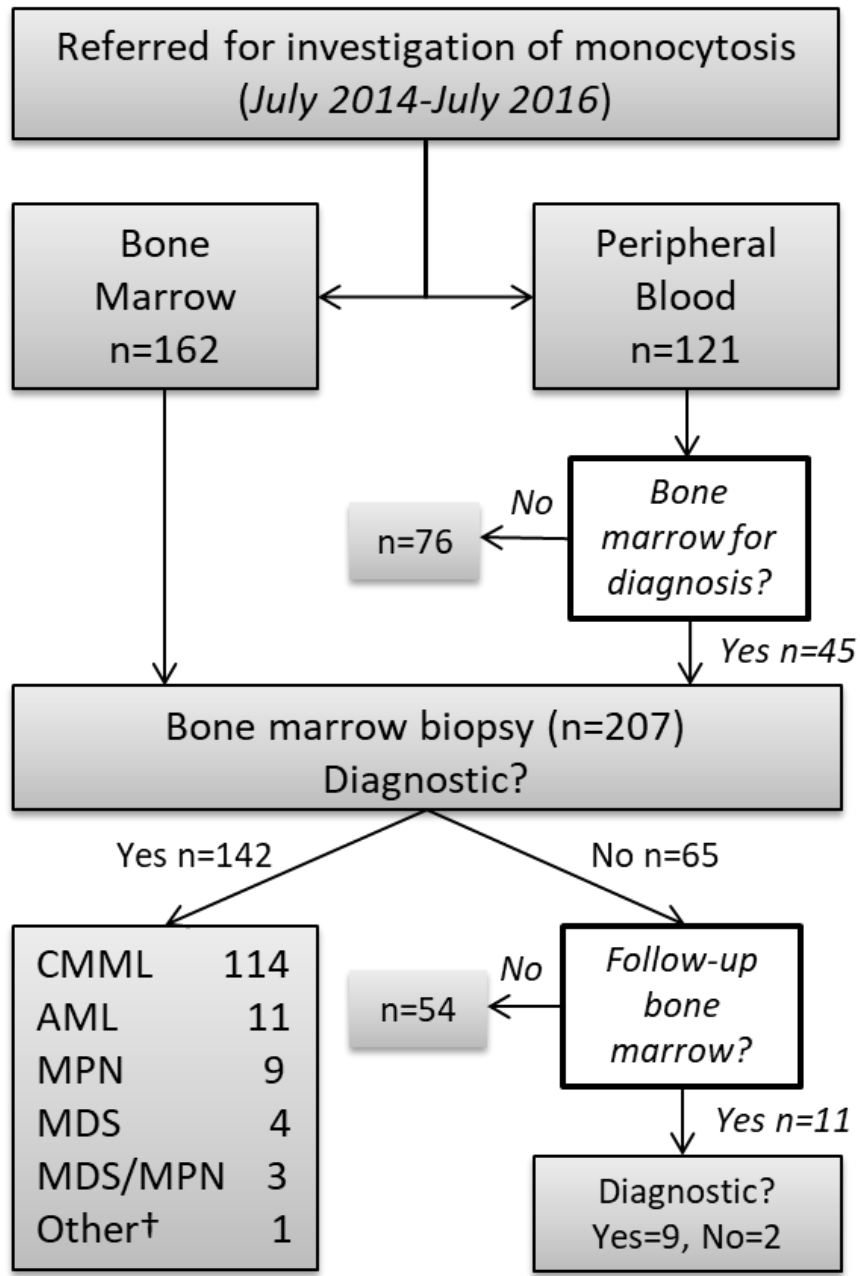 Referred for investigation of monocytosis
(July 2014-July 2016)
Bone
Marrow
n=162
Peripheral
Blood
n=121
Bone
marrow for
diagnosis?
No
n=76
Yes n=45
Bone marrow biopsy (n=207)
Diagnostic?
Yes n=142
No n=65
CMML 114
AML 11
MPN 9
MDS 4
MDS/MPN 3
Other† 1
Follow-up
bone
marrow?
No
n=54
Yes n=11
Diagnostic?
Yes=9, No=2